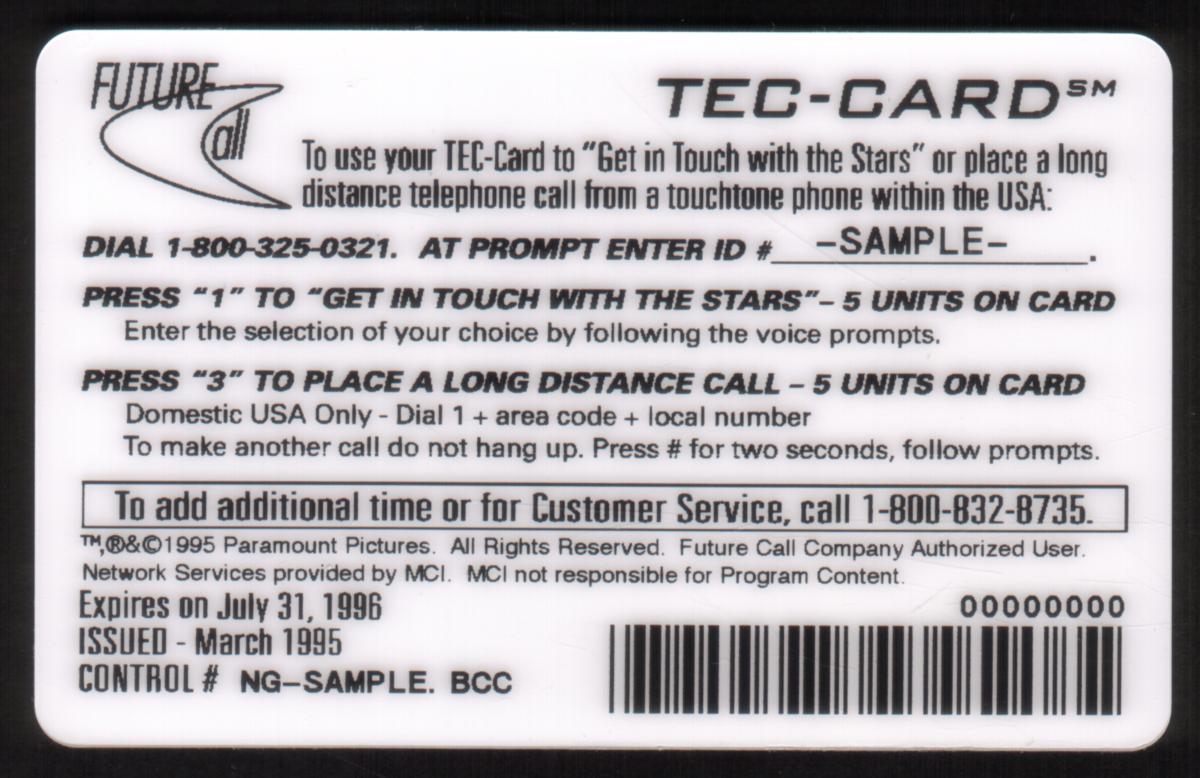 FUTURE
Call
TEC-CARD℠
To use your TEC-Card to "Get in Touch with the Stars" or place a long
distance telephone call from a touchtone phone within the USA:
DIAL 1-800-325-0321. AT PROMPT ENTER ID # –SAMPLE– .
PRESS "1" TO "GET IN TOUCH WITH THE STARS"– 5 UNITS ON CARD
Enter the selection of your choice by following the voice prompts.
PRESS "3" TO PLACE A LONG DISTANCE CALL – 5 UNITS ON CARD
Domestic USA Only - Dial 1 + area code + local number
To make another call do not hang up. Press # for two seconds, follow prompts.
To add additional time or for Customer Service, call 1-800-832-8735.
™,®&©1995 Paramount Pictures. All Rights Reserved. Future Call Company Authorized User.
Network Services provided by MCI. MCI not responsible for Program Content.
Expires on July 31, 1996
ISSUED - March 1995
CONTROL # NG–SAMPLE. BCC
00000000